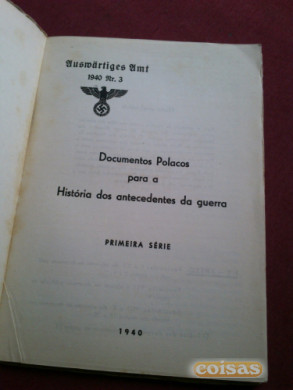 Auswärtiges Amt
1940 Nr. 3
Documentos Polacos
para a
História dos antecedentes da guerra
PRIMEIRA SÉRIE
1940
coisas